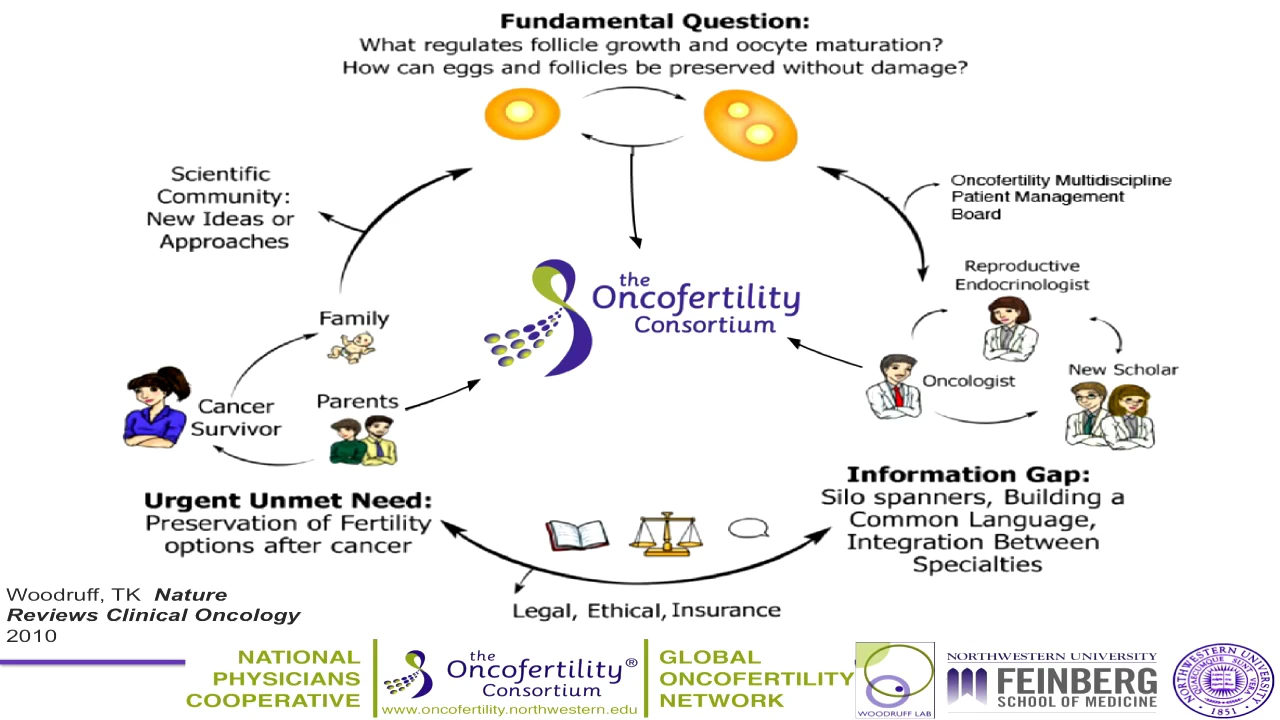 Fundamental Question:
What regulates follicle growth and oocyte maturation?
How can eggs and follicles be preserved without damage?
Scientific
Community:
New Ideas or
Approaches
Oncofertility Multidiscipline
Patient Management
Board
the
Oncofertility
Consortium
Reproductive
Endocrinologist
Family
Oncologist
New Scholar
Cancer
Survivor
Parents
Urgent Unmet Need:
Preservation of Fertility
options after cancer
Information Gap:
Silo spanners, Building a
Common Language,
Integration Between
Specialties
Legal, Ethical, Insurance
Woodruff, TK Nature
Reviews Clinical Oncology
2010
NATIONAL
PHYSICIANS
COOPERATIVE
the
Oncofertility®
Consortium
www.oncofertility.northwestern.edu
GLOBAL
ONCOFERTILITY
NETWORK
WOODRUFF LAB
NORTHWESTERN UNIVERSITY
FEINBERG
SCHOOL OF MEDICINE
NORTHWESTERN UNIVERSITY
1851